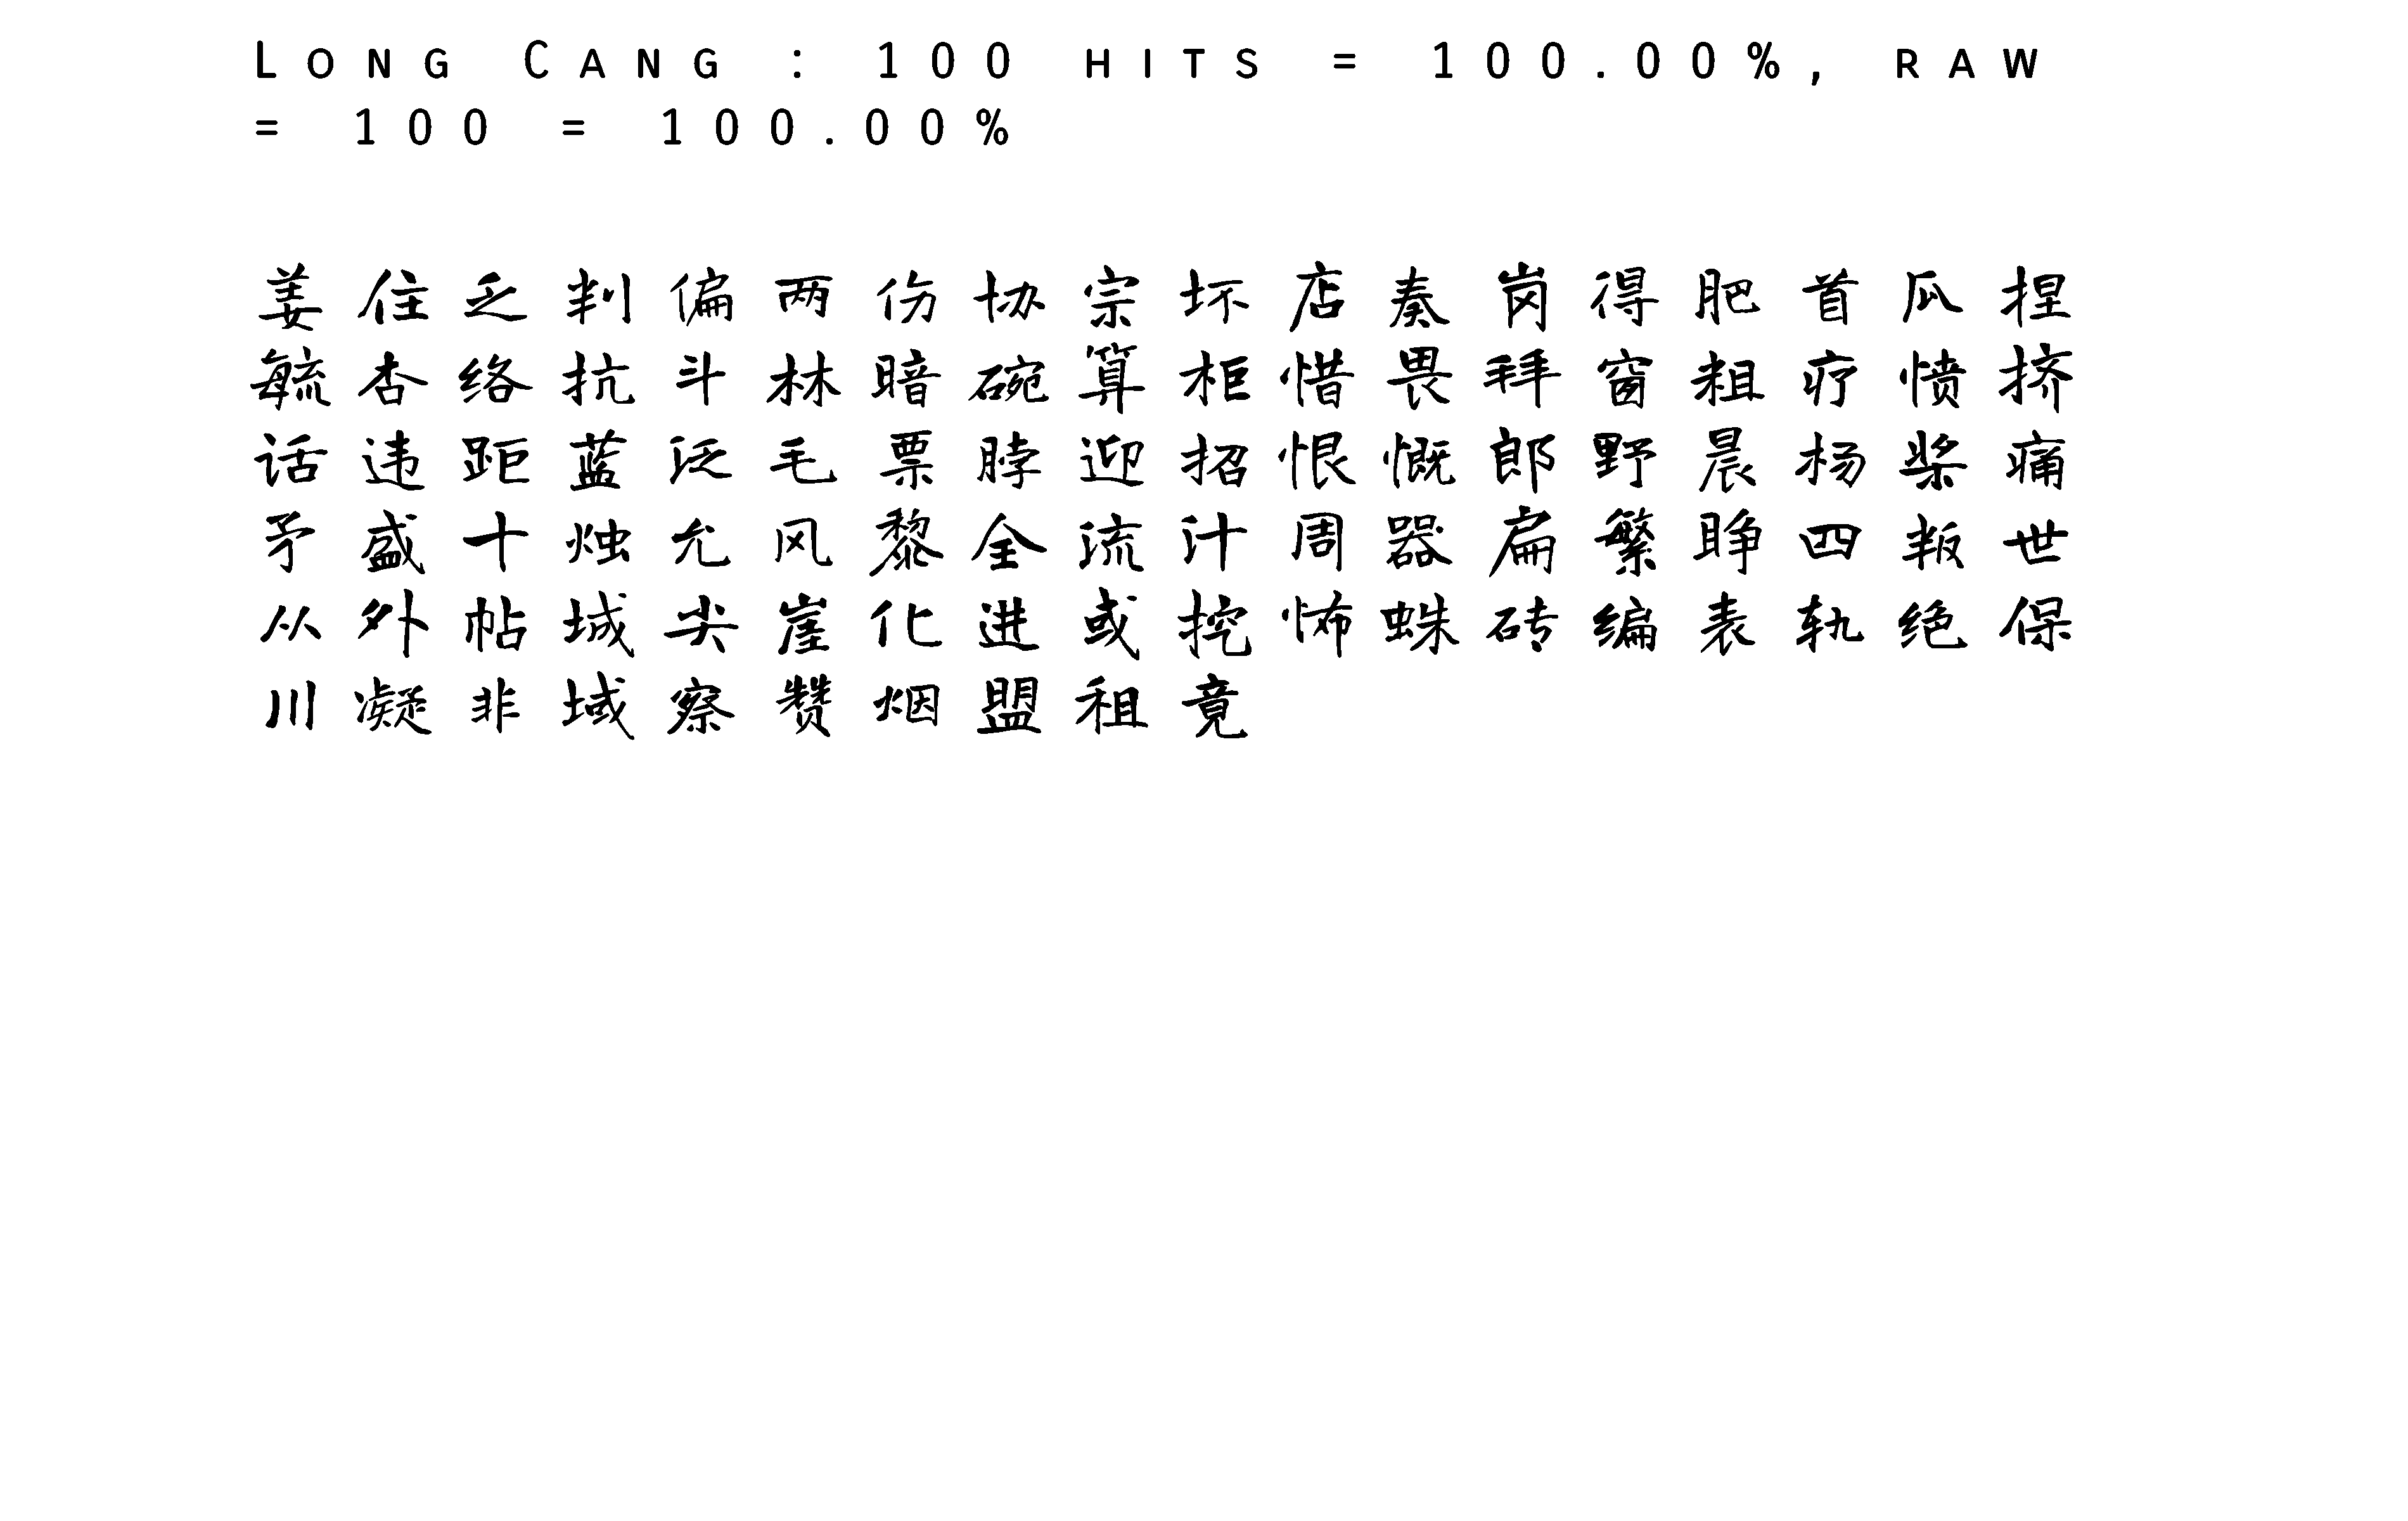 Long Cang : 100 hits = 100.00%, raw
= 100 = 100.00%
姜住乏判偏两伤协宗坏店奏岗得肥首瓜捏
毓杏络抗斗林暗碗算柜惜畏拜窗粗疗愤挤
话违距蓝泛毛票脖迎招恨慨郎野晨杨桨痛
矛盛十烛允风黎全流汁周器扁繁睁四叛世
从外帖城尖崖化进或挖怖蛛砖编表轨绝保
川凝非域察赞烟盟租竟